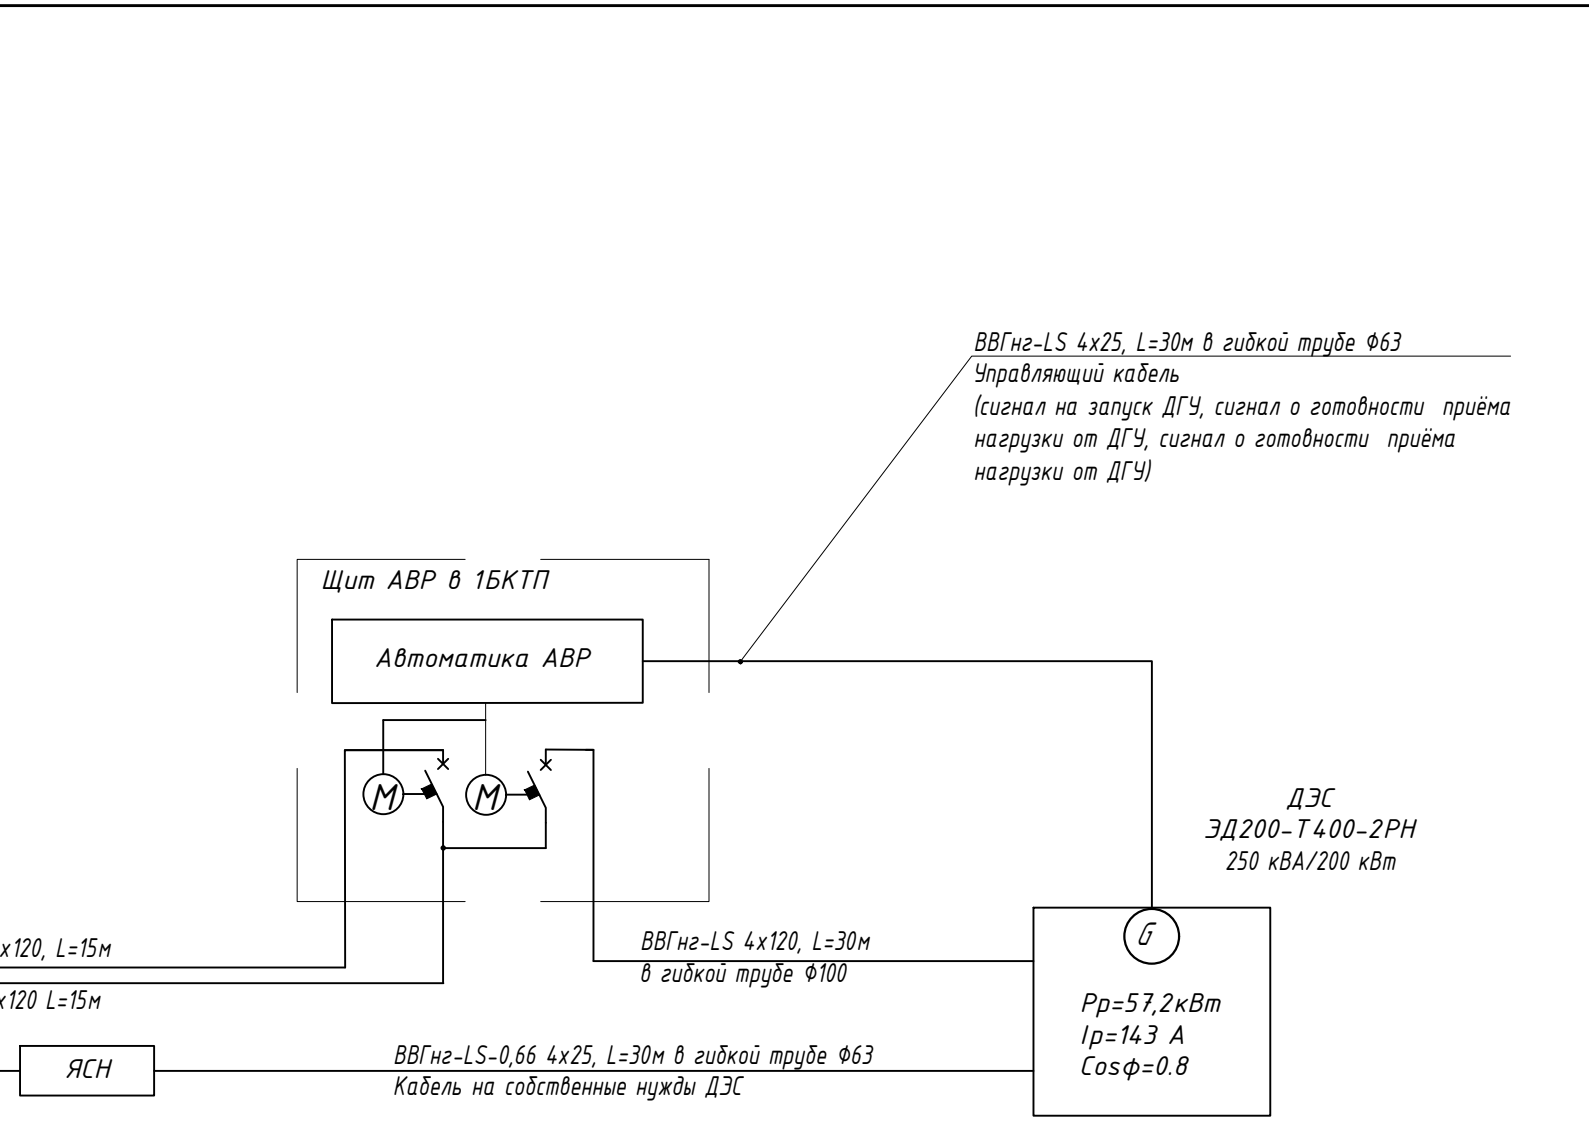 ВВГнг-LS 4х25, L=30м в гибкой трубе Ф63
Управляющий кабель
(сигнал на запуск ДГУ, сигнал о готовности приёма
нагрузки от ДГУ, сигнал о готовности приёма
нагрузки от ДГУ)
Щит АВР в 1БКТП
Автоматика АВР
М
М
ДЭС
ЭД200-Т400-2РН
250 кВА/200 кВт
G
х120, L=15м
ВВГнг-LS 4х120, L=30м
в гибкой трубе Ф100
х120 L=15м
Рр=57,2кВт
Iр=143 А
Cosф=0.8
ЯСН
ВВГнг-LS-0,66 4х25, L=30м в гибкой трубе Ф63
Кабель на собственные нужды ДЭС